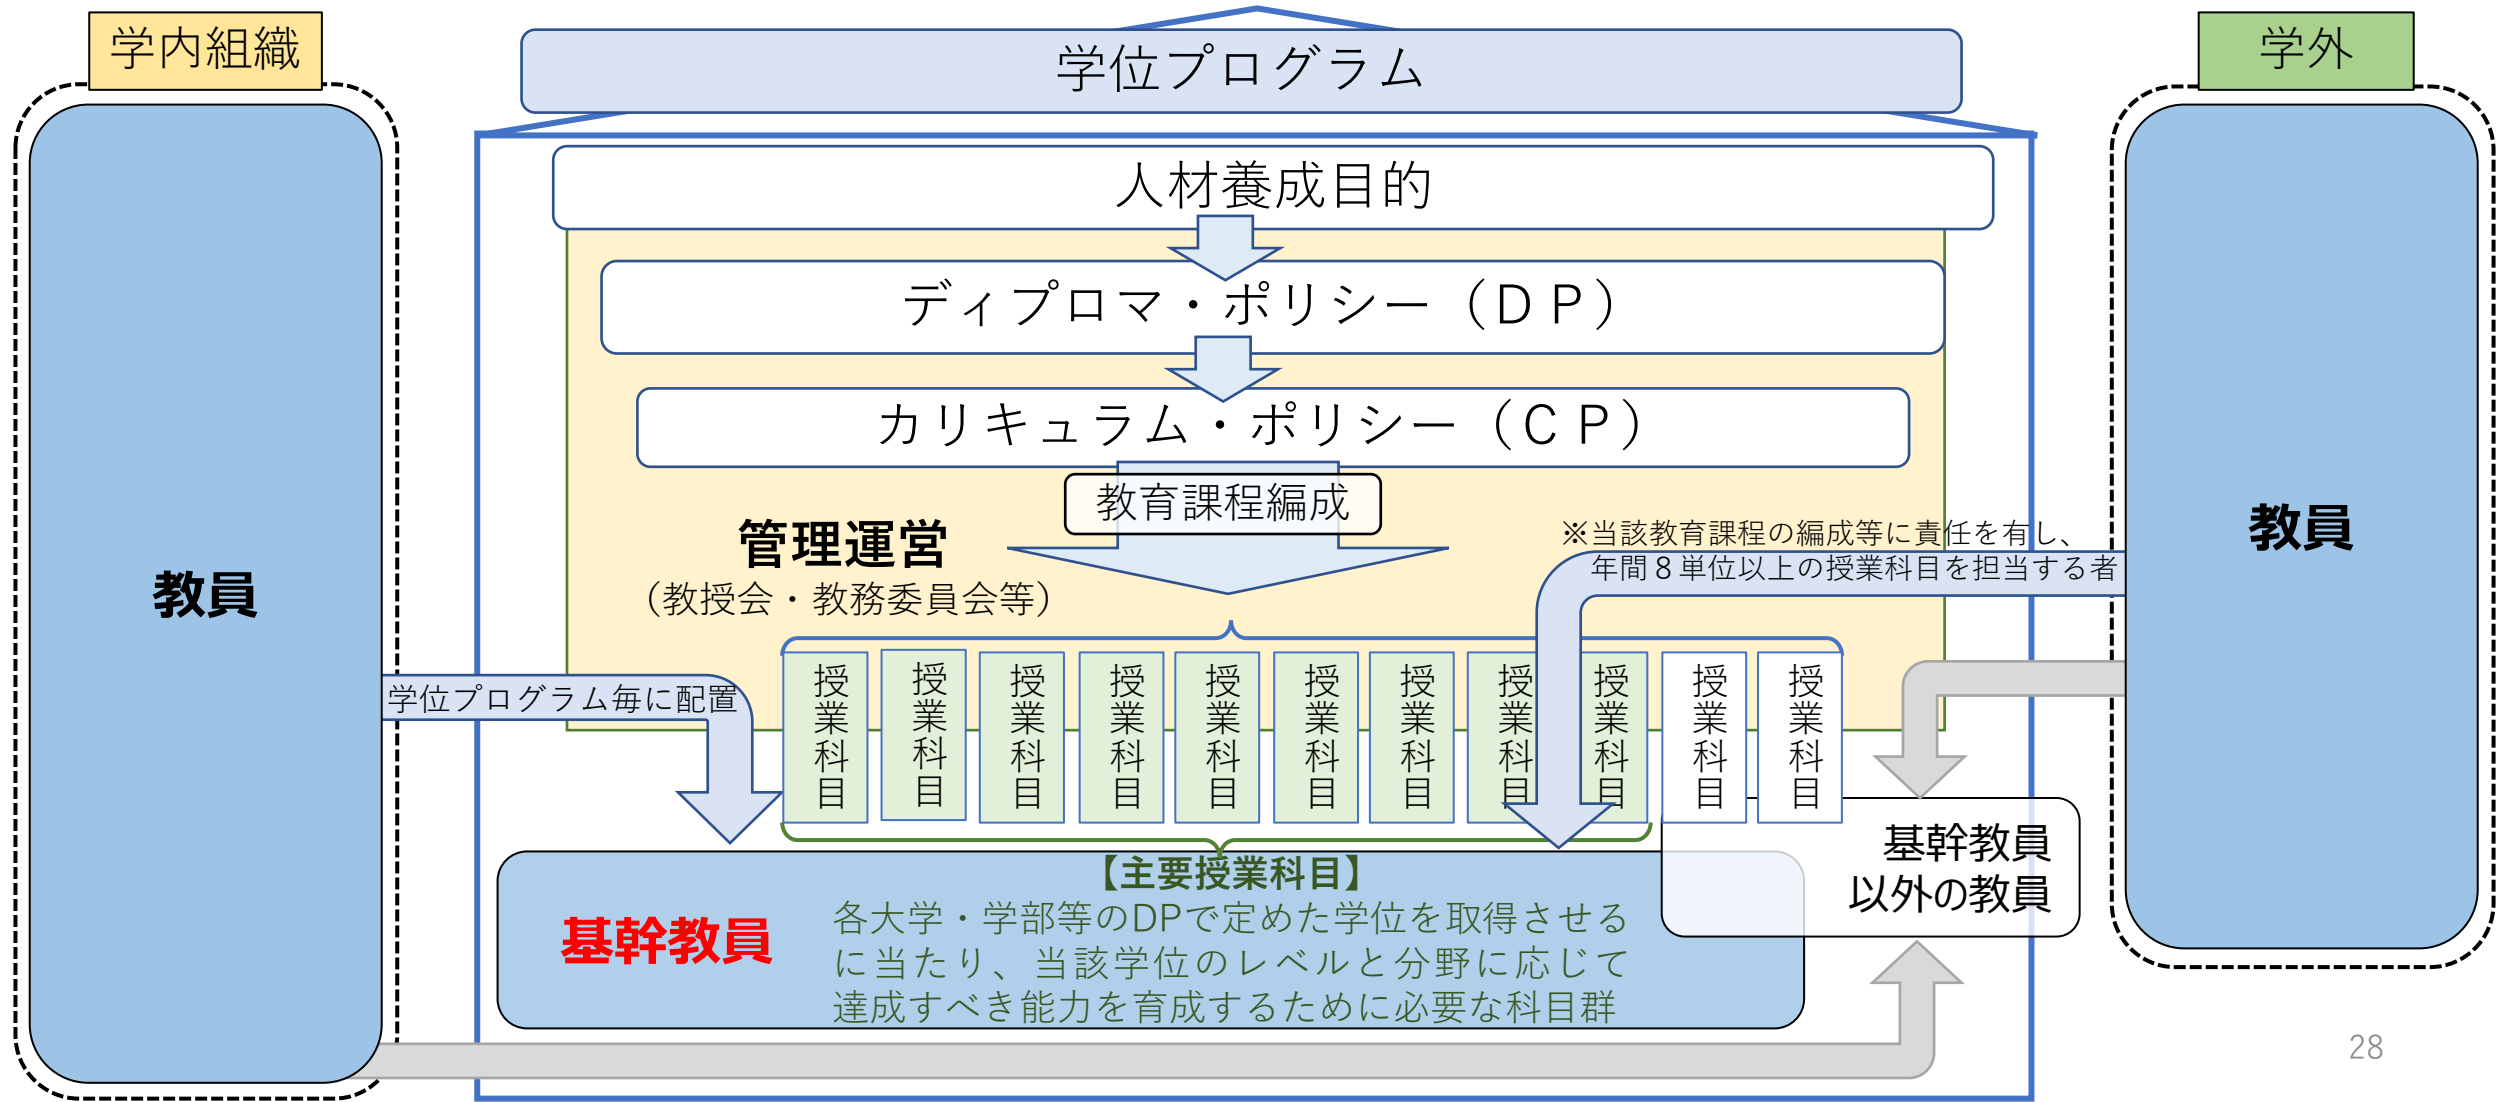 学内組織
学位プログラム
学外
人材養成目的
ディプロマ・ポリシー（ＤＰ）
カリキュラム・ポリシー（ＣＰ）
教育課程編成
管理運営
（教授会・教務委員会等）
※当該教育課程の編成等に責任を有し、
年間８単位以上の授業科目を担当する者
教員
教員
学位プログラム毎に配置
授業科目
授業科目
授業科目
授業科目
授業科目
授業科目
授業科目
授業科目
授業科目
授業科目
授業科目
基幹教員
以外の教員
【主要授業科目】
基幹教員
各大学・学部等のDPで定めた学位を取得させる
に当たり、当該学位のレベルと分野に応じて
達成すべき能力を育成するために必要な科目群
28